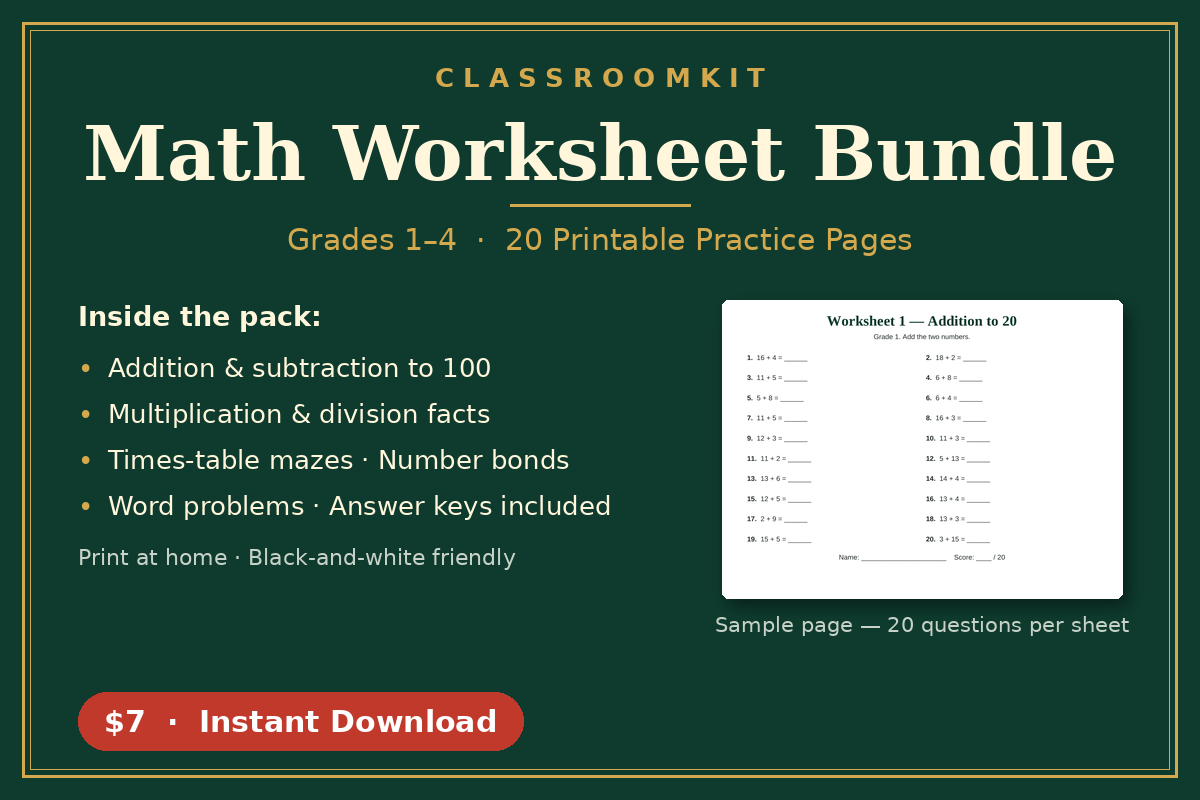 CLASSROOMKIT
Math Worksheet Bundle
Grades 1–4 · 20 Printable Practice Pages
Inside the pack:
• Addition & subtraction to 100
• Multiplication & division facts
• Times-table mazes · Number bonds
• Word problems · Answer keys included
Print at home · Black-and-white friendly
Worksheet 1 — Addition to 20
Grade 1. Add the two numbers.
1. 16 + 4 = ______ 2. 18 + 2 = ______
3. 11 + 5 = ______ 4. 6 + 8 = ______
5. 5 + 8 = ______ 6. 6 + 4 = ______
7. 11 + 5 = ______ 8. 16 + 3 = ______
9. 12 + 3 = ______ 10. 11 + 3 = ______
11. 11 + 2 = ______ 12. 5 + 13 = ______
13. 13 + 6 = ______ 14. 14 + 4 = ______
15. 12 + 5 = ______ 16. 13 + 4 = ______
17. 2 + 9 = ______ 18. 13 + 3 = ______
19. 15 + 5 = ______ 20. 3 + 15 = ______
Name: ______________________ Score: ____ / 20
Sample page — 20 questions per sheet
$7 · Instant Download